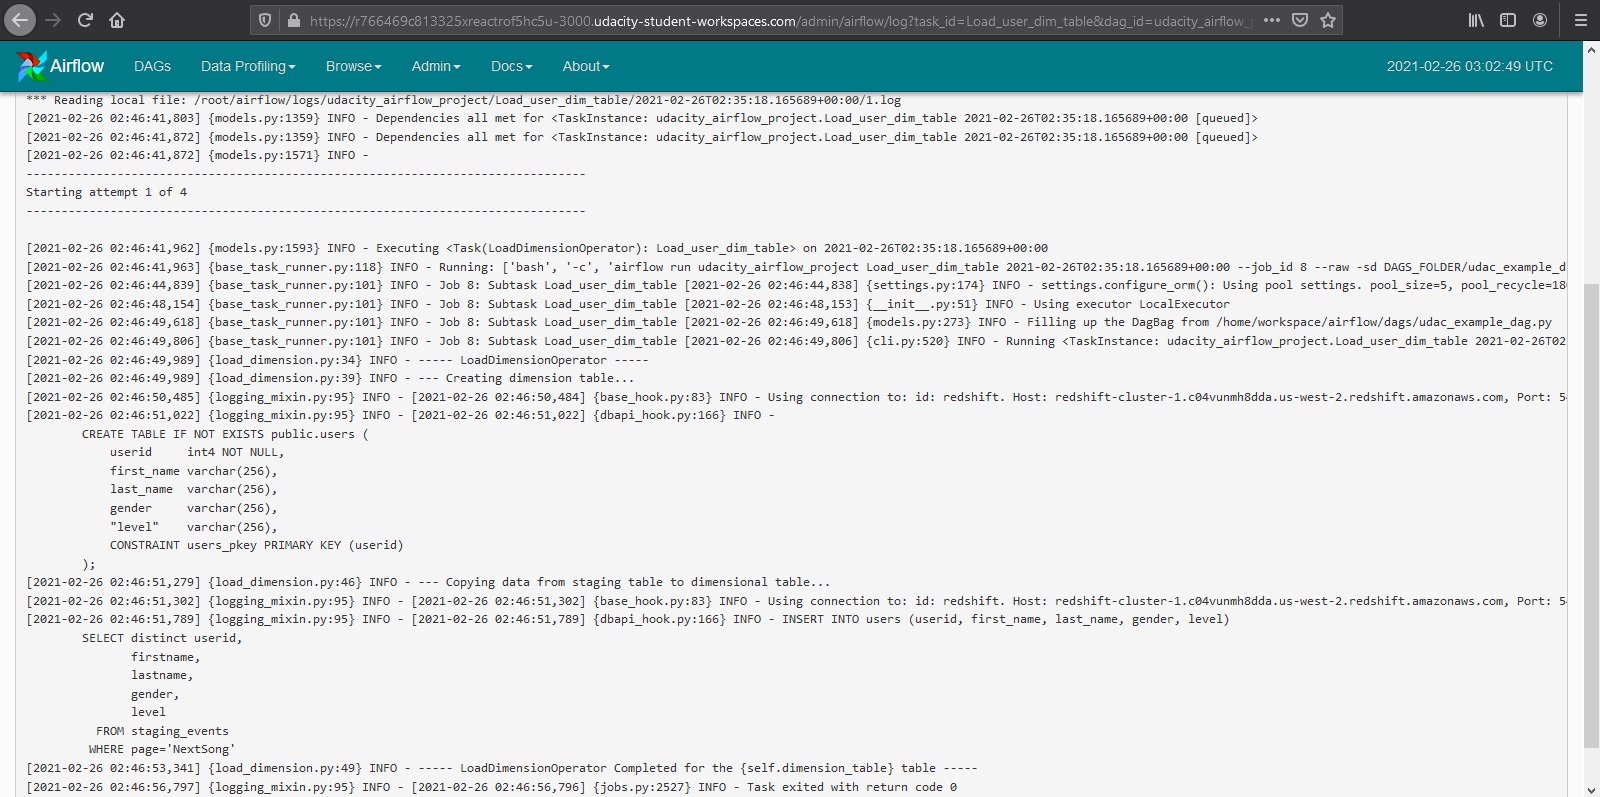 https://r766469c813325xreactrof5hc5u-3000.udacity-student-workspaces.com/admin/airflow/log?task_id=Load_user_dim_table&dag_id=udacity_airflow_
Airflow DAGs Data Profiling Browse Admin Docs About 2021-02-26 03:02:49 UTC
*** Reading local file: /root/airflow/logs/udacity_airflow_project/Load_user_dim_table/2021-02-26T02:35:18.165689+00:00/1.log
[2021-02-26 02:46:41,803] {models.py:1359} INFO - Dependencies all met for <TaskInstance: udacity_airflow_project.Load_user_dim_table 2021-02-26T02:35:18.165689+00:00 [queued]>
[2021-02-26 02:46:41,872] {models.py:1359} INFO - Dependencies all met for <TaskInstance: udacity_airflow_project.Load_user_dim_table 2021-02-26T02:35:18.165689+00:00 [queued]>
[2021-02-26 02:46:41,872] {models.py:1571} INFO -
--------------------------------------------------------------------------------
Starting attempt 1 of 4
--------------------------------------------------------------------------------
[2021-02-26 02:46:41,962] {models.py:1593} INFO - Executing <Task(LoadDimensionOperator): Load_user_dim_table> on 2021-02-26T02:35:18.165689+00:00
[2021-02-26 02:46:41,963] {base_task_runner.py:118} INFO - Running: ['bash', '-c', 'airflow run udacity_airflow_project Load_user_dim_table 2021-02-26T02:35:18.165689+00:00 --job_id 8 --raw -sd DAGS_FOLDER/udac_example_d
[2021-02-26 02:46:44,839] {base_task_runner.py:101} INFO - Job 8: Subtask Load_user_dim_table [2021-02-26 02:46:44,838] {settings.py:174} INFO - settings.configure_orm(): Using pool settings. pool_size=5, pool_recycle=180
[2021-02-26 02:46:48,154] {base_task_runner.py:101} INFO - Job 8: Subtask Load_user_dim_table [2021-02-26 02:46:48,153] {__init__.py:51} INFO - Using executor LocalExecutor
[2021-02-26 02:46:49,618] {base_task_runner.py:101} INFO - Job 8: Subtask Load_user_dim_table [2021-02-26 02:46:49,618] {models.py:273} INFO - Filling up the DagBag from /home/workspace/airflow/dags/udac_example_dag.py
[2021-02-26 02:46:49,806] {base_task_runner.py:101} INFO - Job 8: Subtask Load_user_dim_table [2021-02-26 02:46:49,806] {cli.py:520} INFO - Running <TaskInstance: udacity_airflow_project.Load_user_dim_table 2021-02-26T02
[2021-02-26 02:46:49,989] {load_dimension.py:34} INFO - ----- LoadDimensionOperator -----
[2021-02-26 02:46:49,989] {load_dimension.py:39} INFO - --- Creating dimension table...
[2021-02-26 02:46:50,485] {logging_mixin.py:95} INFO - [2021-02-26 02:46:50,484] {base_hook.py:83} INFO - Using connection to: id: redshift. Host: redshift-cluster-1.c04vunmh8dda.us-west-2.redshift.amazonaws.com, Port: 54
[2021-02-26 02:46:51,022] {logging_mixin.py:95} INFO - [2021-02-26 02:46:51,022] {dbapi_hook.py:166} INFO -
CREATE TABLE IF NOT EXISTS public.users (
userid int4 NOT NULL,
first_name varchar(256),
last_name varchar(256),
gender varchar(256),
"level" varchar(256),
CONSTRAINT users_pkey PRIMARY KEY (userid)
);
[2021-02-26 02:46:51,279] {load_dimension.py:46} INFO - --- Copying data from staging table to dimensional table...
[2021-02-26 02:46:51,302] {logging_mixin.py:95} INFO - [2021-02-26 02:46:51,302] {base_hook.py:83} INFO - Using connection to: id: redshift. Host: redshift-cluster-1.c04vunmh8dda.us-west-2.redshift.amazonaws.com, Port: 54
[2021-02-26 02:46:51,789] {logging_mixin.py:95} INFO - [2021-02-26 02:46:51,789] {dbapi_hook.py:166} INFO - INSERT INTO users (userid, first_name, last_name, gender, level)
SELECT distinct userid,
firstname,
lastname,
gender,
level
FROM staging_events
WHERE page='NextSong'
[2021-02-26 02:46:53,341] {load_dimension.py:49} INFO - ----- LoadDimensionOperator Completed for the {self.dimension_table} table -----
[2021-02-26 02:46:56,797] {logging_mixin.py:95} INFO - [2021-02-26 02:46:56,796] {jobs.py:2527} INFO - Task exited with return code 0